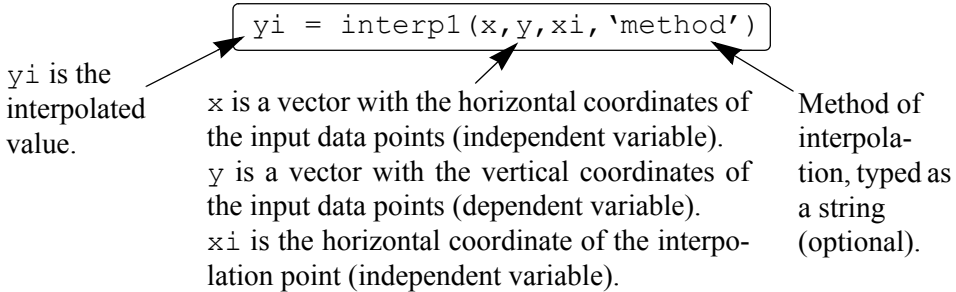 yi = interp1(x,y,xi,‘method’)
yi is the
interpolated
value.
x is a vector with the horizontal coordinates of
the input data points (independent variable).
y is a vector with the vertical coordinates of
the input data points (dependent variable).
xi is the horizontal coordinate of the interpo-
lation point (independent variable).
Method of
interpola-
tion, typed as
a string
(optional).